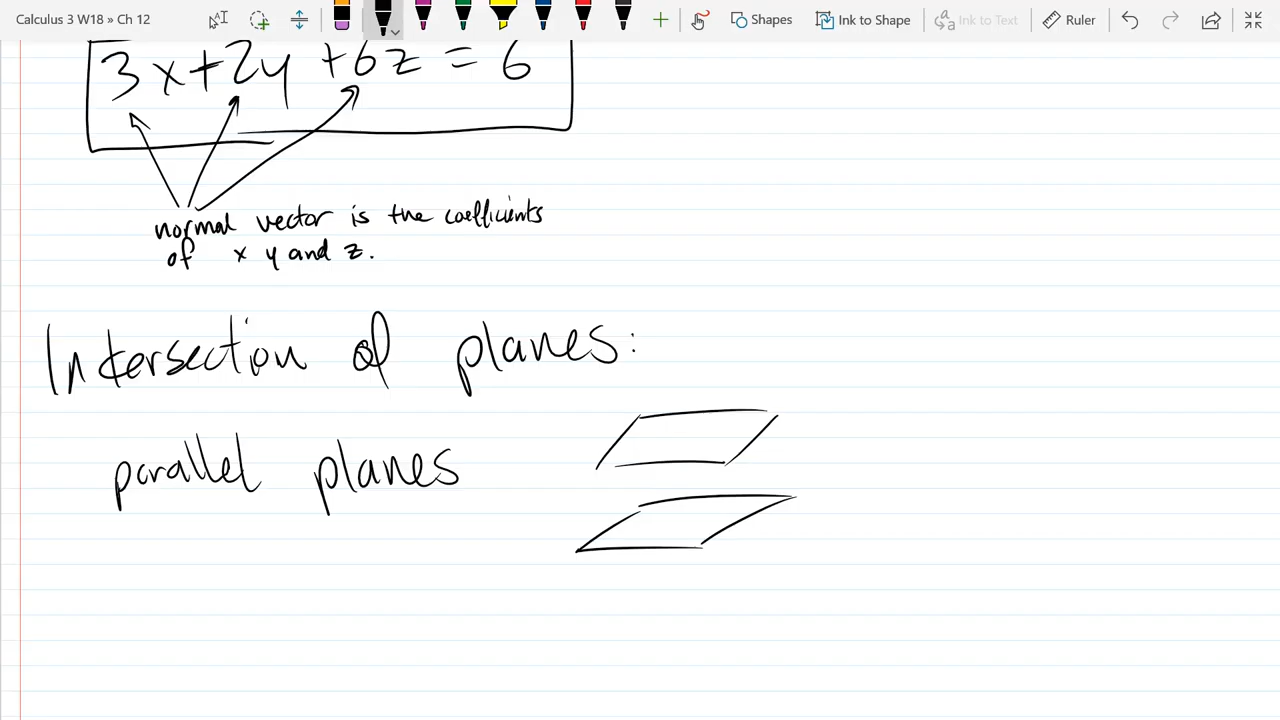 Calculus 3 W18 » Ch 12
Shapes
Ink to Shape
Ink to Text
Ruler
3x+2y +6z = 6
normal vector is the coefficients
of x y and z.
Intersection of planes:
parallel planes